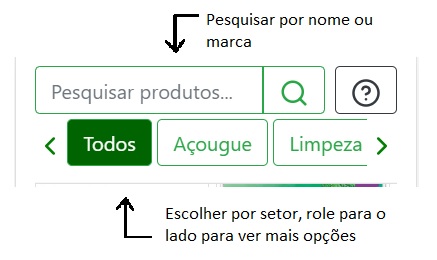 Pesquisar por nome ou
marca
Pesquisar produtos...
Todos Açougue Limpeza
Escolher por setor, role para o
lado para ver mais opções